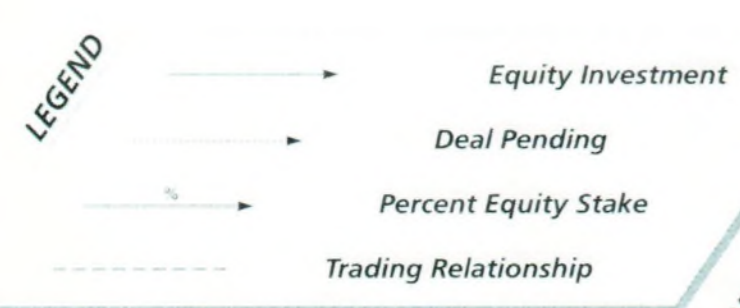 LEGEND
Equity Investment
Deal Pending
%
Percent Equity Stake
Trading Relationship